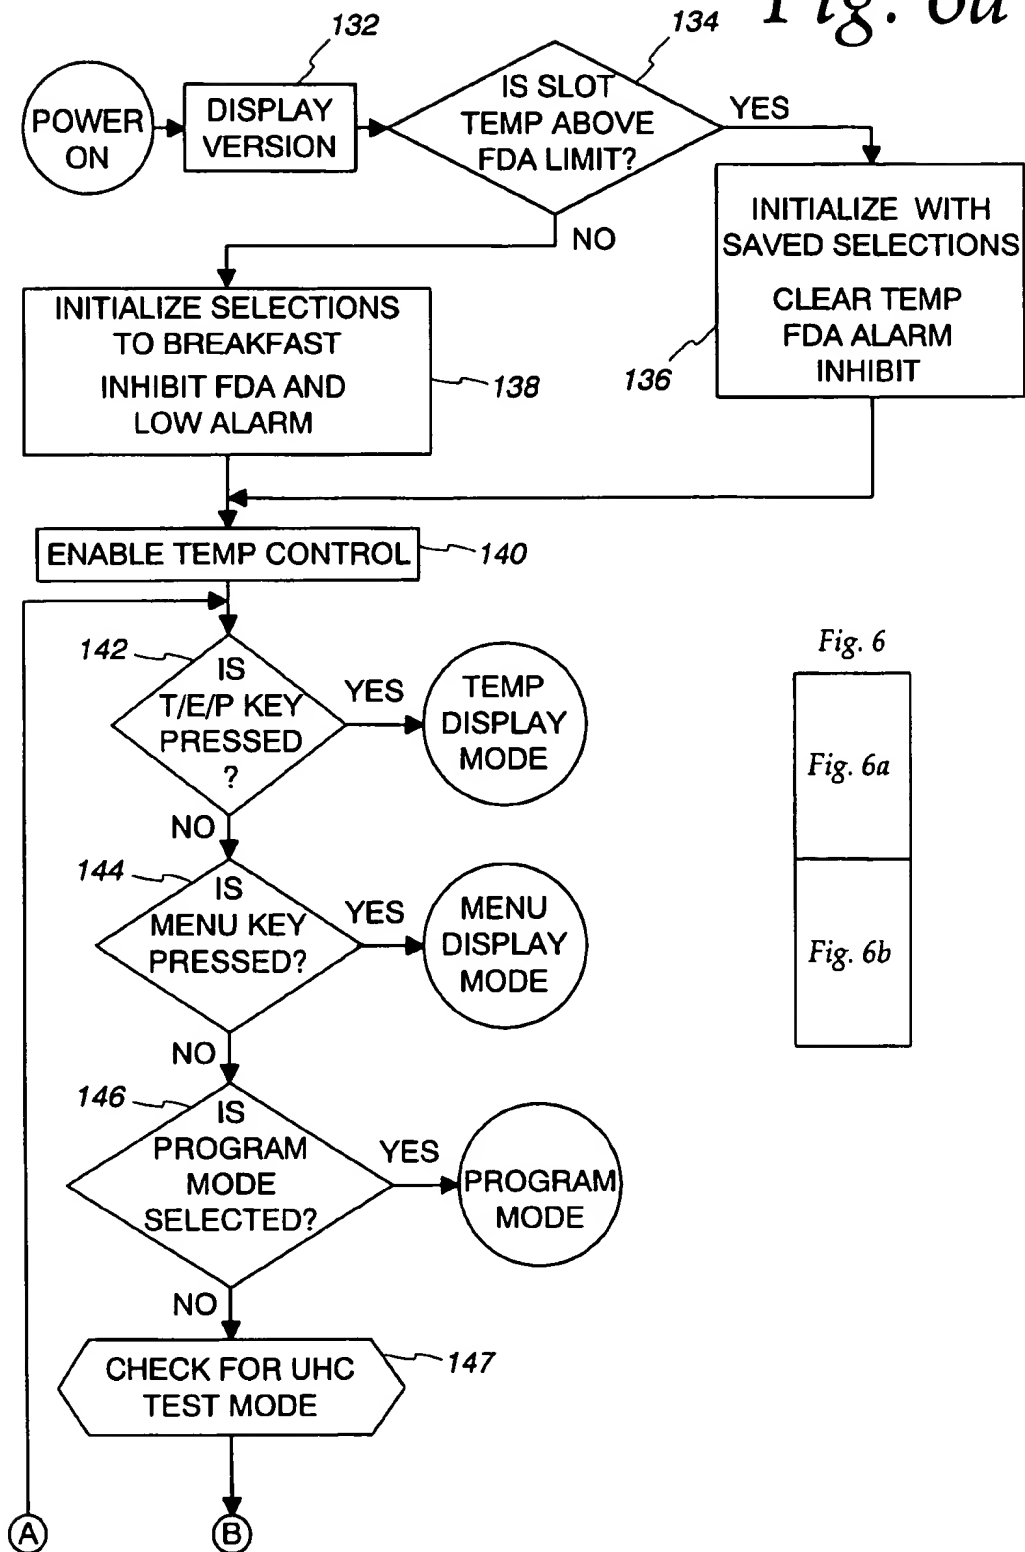 Fig. 6a
132
134
POWER
ON
DISPLAY
VERSION
IS SLOT
TEMP ABOVE
FDA LIMIT?
YES
NO
INITIALIZE WITH
SAVED SELECTIONS
CLEAR TEMP
FDA ALARM
INHIBIT
136
INITIALIZE SELECTIONS
TO BREAKFAST
INHIBIT FDA AND
LOW ALARM
138
ENABLE TEMP CONTROL
140
142
IS
T/E/P KEY
PRESSED
?
YES
TEMP
DISPLAY
MODE
NO
144
IS
MENU KEY
PRESSED?
YES
MENU
DISPLAY
MODE
NO
146
IS
PROGRAM
MODE
SELECTED?
YES
PROGRAM
MODE
NO
CHECK FOR UHC
TEST MODE
147
A
B
Fig. 6
Fig. 6a
Fig. 6b